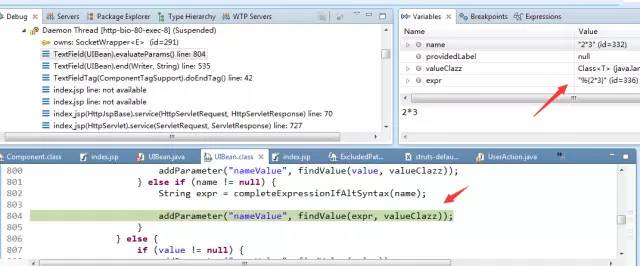 Debug Servers Package Explorer Type Hierarchy WTP Servers
Daemon Thread [http-bio-80-exec-8] (Suspended)
owns: SocketWrapper<E> (id=291)
TextField(UIBean).evaluateParams() line: 804
TextField(UIBean).end(Writer, String) line: 535
TextFieldTag(ComponentTagSupport).doEndTag() line: 42
index.jsp line: not available
index.jsp line: not available
index_jsp(HttpJspBase).service(HttpServletRequest, HttpServletResponse) line: 70
index_jsp(HttpServlet).service(ServletRequest, ServletResponse) line: 727
Variables Breakpoints Expressions
Name Value
name "2*3" (id=332)
providedLabel null
valueClazz Class<T> (java.lan
expr "%{2*3}" (id=336)
2*3
Component.class index.jsp UIBean.java UIBean.class index.jsp ExcludedPat... struts-defau... UserAction.java
800 addParameter("nameValue", findValue(value, valueClazz));
801 } else if (name != null) {
802 String expr = completeExpressionIfAltSyntax(name);
803
804 addParameter("nameValue", findValue(expr, valueClazz));
805 }
806 } else {
807 if (value != null) {